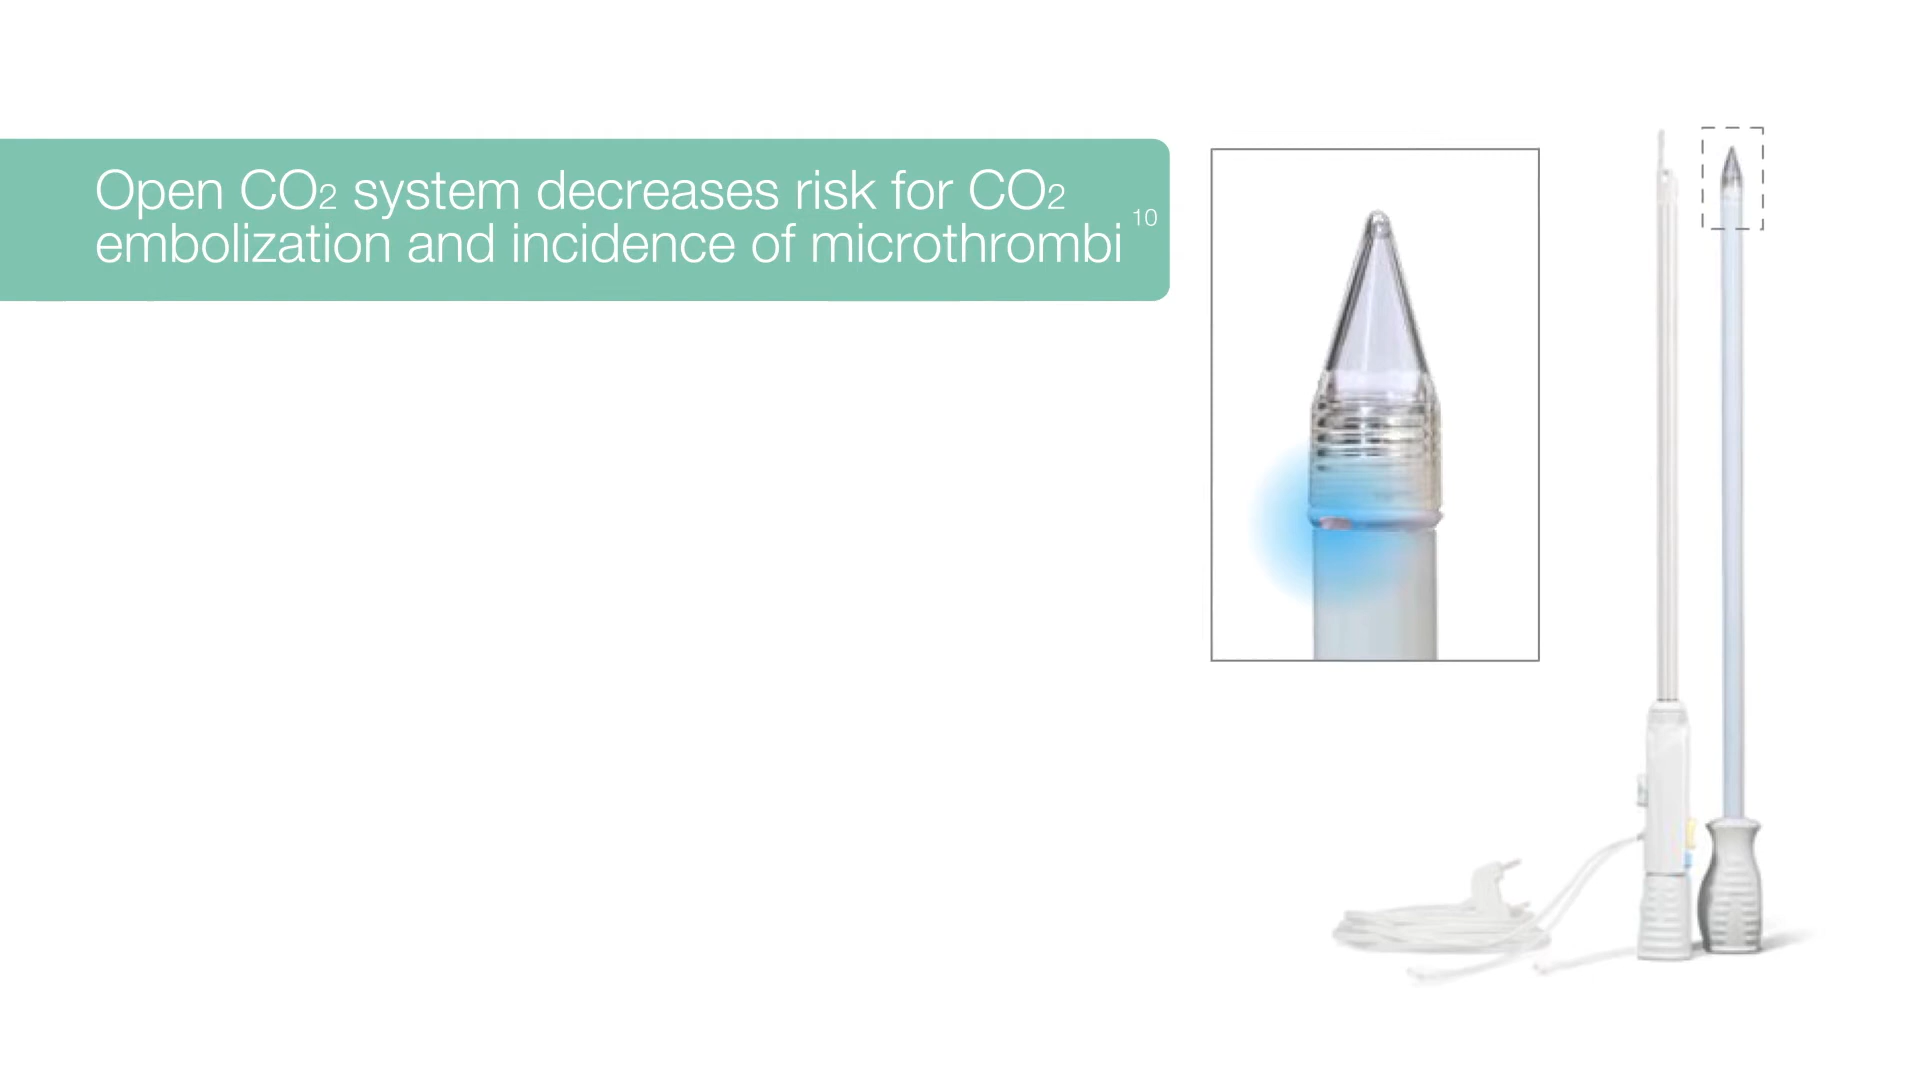 Open CO2 system decreases risk for CO2
embolization and incidence of microthrombi 10